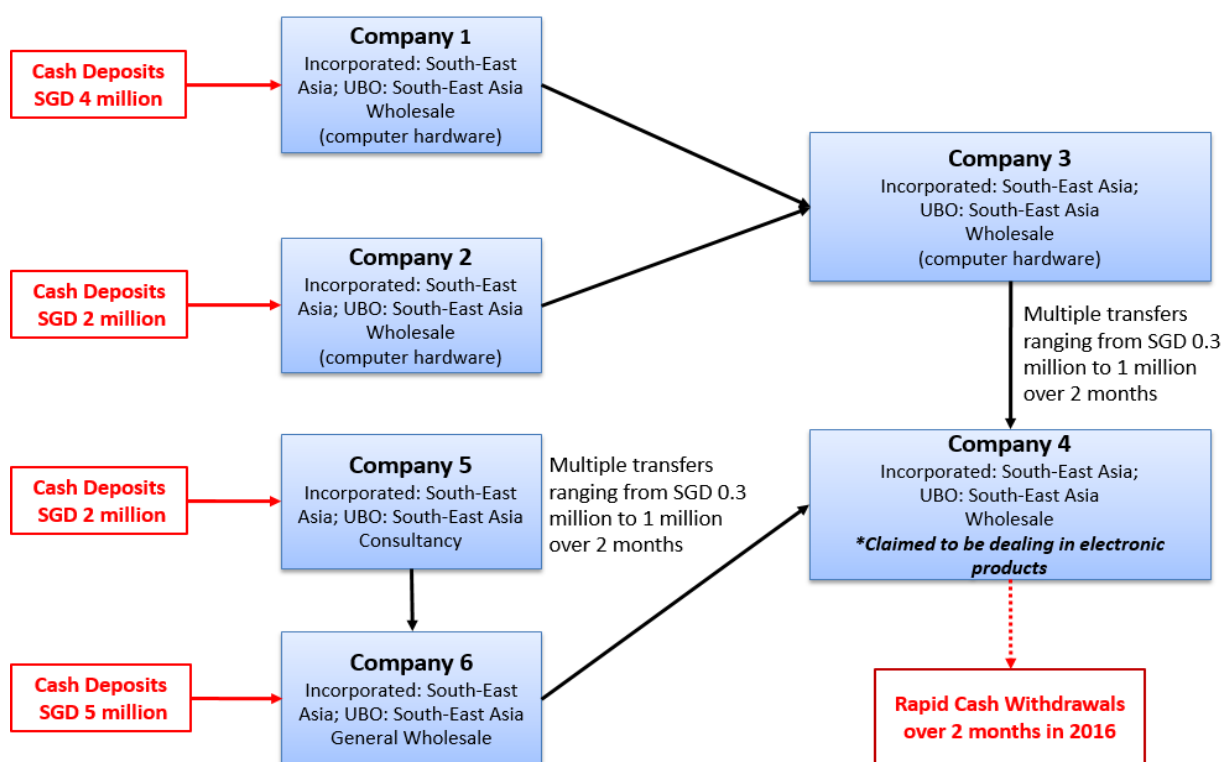 Cash Deposits
SGD 4 million
Company 1
Incorporated: South-East
Asia; UBO: South-East Asia
Wholesale
(computer hardware)
Cash Deposits
SGD 2 million
Company 2
Incorporated: South-East
Asia; UBO: South-East Asia
Wholesale
(computer hardware)
Company 3
Incorporated: South-East Asia;
UBO: South-East Asia
Wholesale
(computer hardware)
Multiple transfers
ranging from SGD 0.3
million to 1 million
over 2 months
Cash Deposits
SGD 2 million
Company 5
Incorporated: South-East
Asia; UBO: South-East Asia
Consultancy
Multiple transfers
ranging from SGD 0.3
million to 1 million
over 2 months
Company 4
Incorporated: South-East Asia;
UBO: South-East Asia
Wholesale
*Claimed to be dealing in electronic
products
Cash Deposits
SGD 5 million
Company 6
Incorporated: South-East
Asia; UBO: South-East Asia
General Wholesale
Rapid Cash Withdrawals
over 2 months in 2016